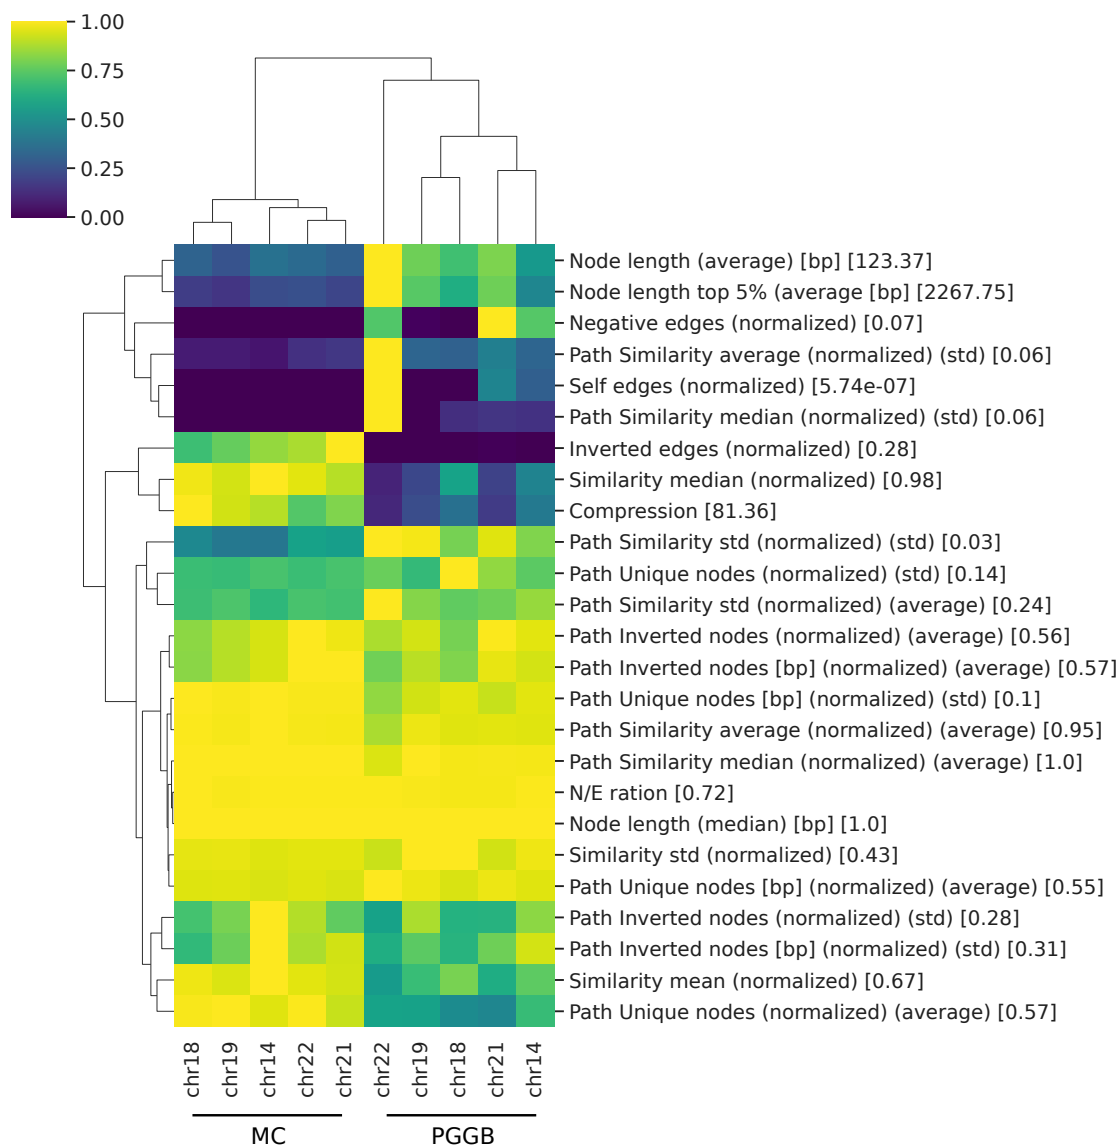 1.00
0.75
0.50
0.25
0.00
Node length (average) [bp] [123.37]
Node length top 5% (average [bp] [2267.75]
Negative edges (normalized) [0.07]
Path Similarity average (normalized) (std) [0.06]
Self edges (normalized) [5.74e-07]
Path Similarity median (normalized) (std) [0.06]
Inverted edges (normalized) [0.28]
Similarity median (normalized) [0.98]
Compression [81.36]
Path Similarity std (normalized) (std) [0.03]
Path Unique nodes (normalized) (std) [0.14]
Path Similarity std (normalized) (average) [0.24]
Path Inverted nodes (normalized) (average) [0.56]
Path Inverted nodes [bp] (normalized) (average) [0.57]
Path Unique nodes [bp] (normalized) (std) [0.1]
Path Similarity average (normalized) (average) [0.95]
Path Similarity median (normalized) (average) [1.0]
N/E ration [0.72]
Node length (median) [bp] [1.0]
Similarity std (normalized) [0.43]
Path Unique nodes [bp] (normalized) (average) [0.55]
Path Inverted nodes (normalized) (std) [0.28]
Path Inverted nodes [bp] (normalized) (std) [0.31]
Similarity mean (normalized) [0.67]
Path Unique nodes (normalized) (average) [0.57]
chr18 chr19 chr14 chr22 chr21 chr22 chr19 chr18 chr21 chr14
MC PGGB